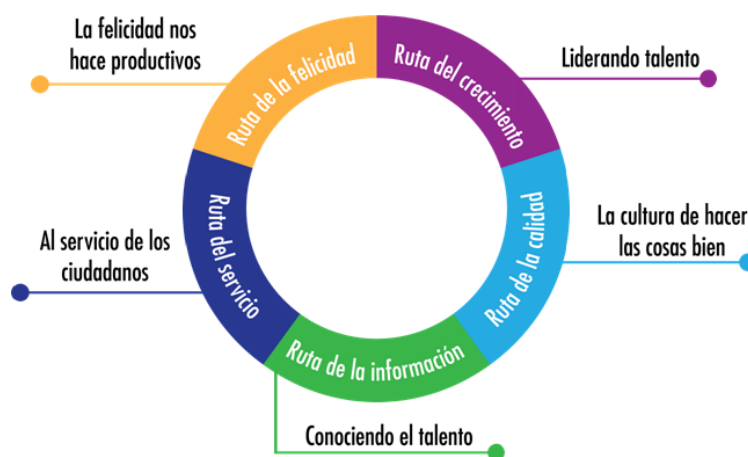 La felicidad nos
hace productivos
Ruta de la felicidad
Ruta del crecimiento
Liderando talento
Al servicio de los
ciudadanos
Ruta del servicio
Ruta de la calidad
La cultura de hacer
las cosas bien
Ruta de la información
Conociendo el talento